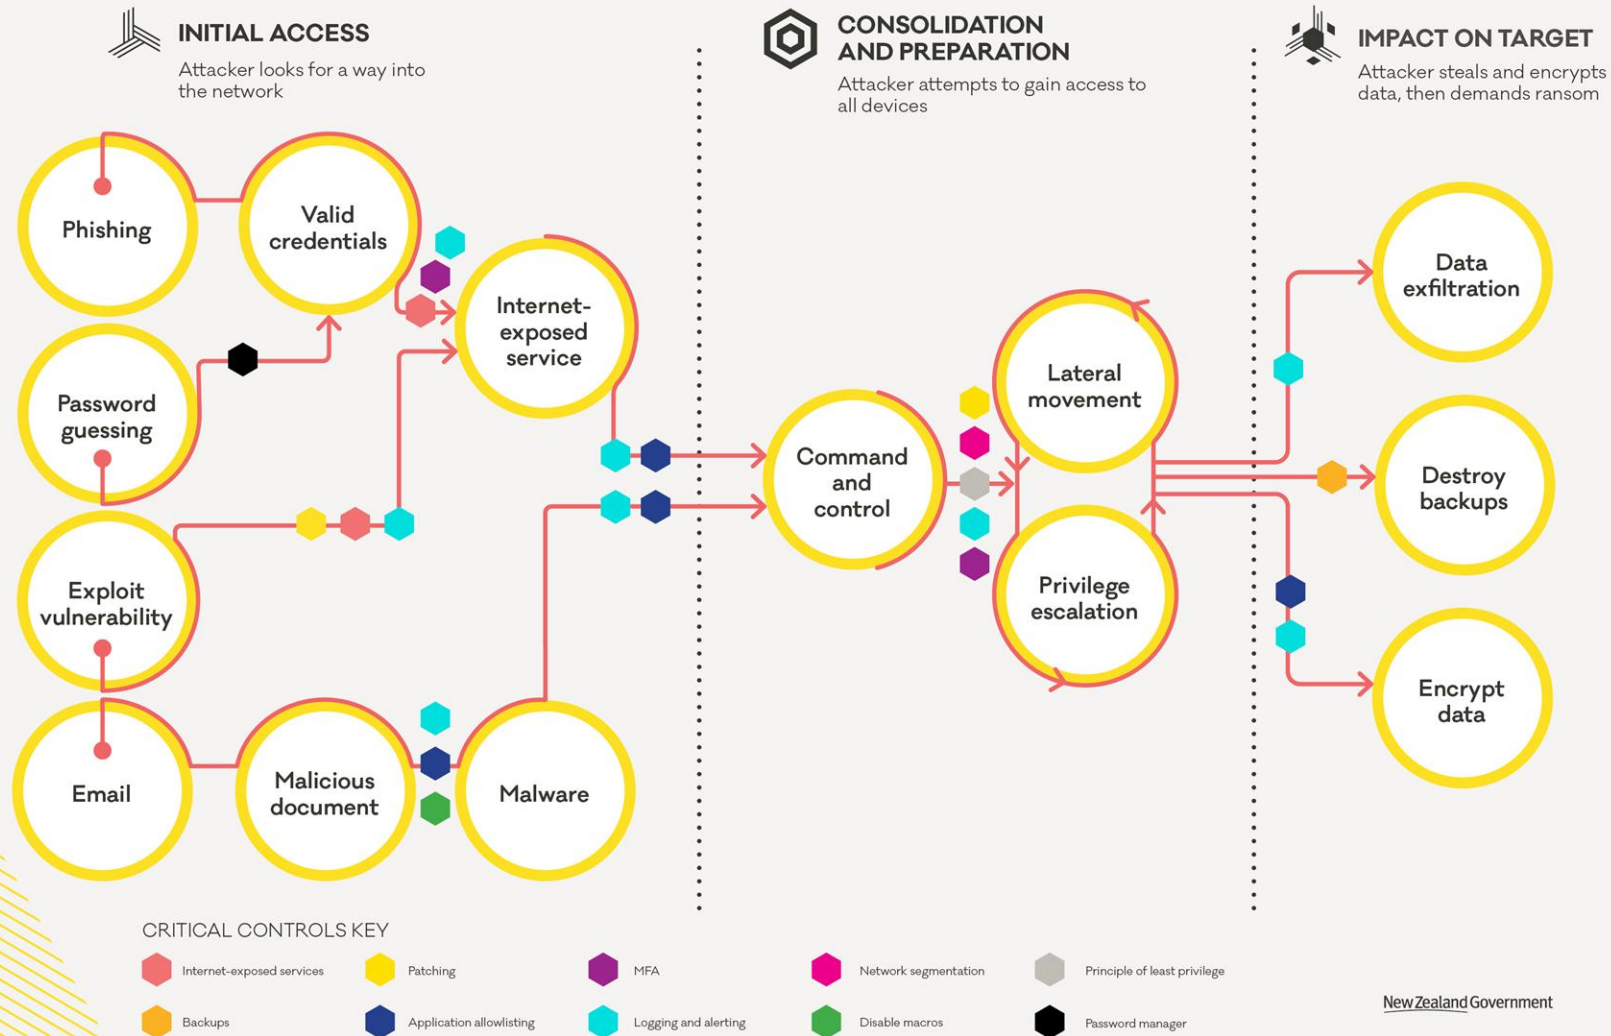 INITIAL ACCESS
Attacker looks for a way into
the network
CONSOLIDATION
AND PREPARATION
Attacker attempts to gain access to
all devices
IMPACT ON TARGET
Attacker steals and encrypts
data, then demands ransom
Phishing
Valid
credentials
Internet-
exposed
service
Password
guessing
Exploit
vulnerability
Email
Malicious
document
Malware
Command
and
control
Lateral
movement
Privilege
escalation
Data
exfiltration
Destroy
backups
Encrypt
data
CRITICAL CONTROLS KEY
Internet-exposed services
Patching
MFA
Network segmentation
Principle of least privilege
Backups
Application allowlisting
Logging and alerting
Disable macros
Password manager
New Zealand Government